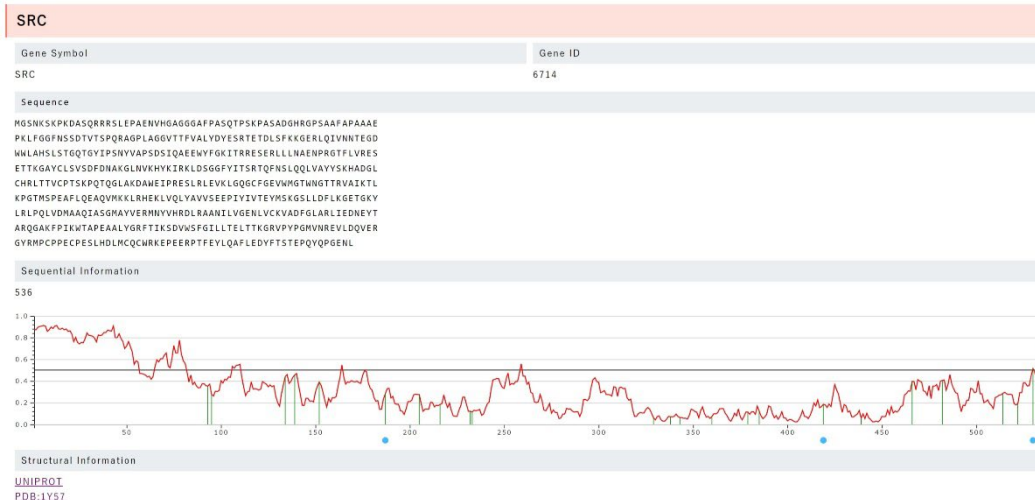 SRC
Gene Symbol
Gene ID
SRC
6714
Sequence
MGSNKSKPKDASQRRRSLEPAENVHGAGGGAFPASQTPSKPASADGHRGPSAAFAPAAAE
PKLFGGFNSSDTVTSPQRAGPLAGGVTTFVALYDYESRTETDLSFKKGERLQIVNNTEGD
WWLAHSLSTGQTGYIPSNYVAPSDSIQAEEWYFGKITRRESERLLLNAENPRGTFLVRES
ETTKGAYCLSVSDFDNAKGLNVKHYKIRKLDSGGFYITSRTQFNSLQQLVAYYSKHADGL
CHRLTTVCPTSKPQTQGLAKDAWEIPRESLRLEVKLGQGCFGEVWMGTWNGTTRVAIKTL
KPGTMSPEAFLQEAQVMKKLRHEKLVQLYAVVSEEPIYIVTEYMSKGSLLDFLKGETGKY
LRLPQLVDMAAQIASGMAYVERMNYVHRDLRAANILVGENLVCKVADFGLARLIEDNEYT
ARQGAKFPIKWTAPEAALYGRFTIKSDVWSFGILLTELTTKGRVPYPGMVNREVLDQVER
GYRMPCPPECPESLHDLMCQCWRKEPEERPTFEYLQAFLEDYFTSTEPQYQPGENL
Sequential Information
536
1.0
0.8
0.6
0.4
0.2
0.0
50 100 150 200 250 300 350 400 450 500
Structural Information
UNIPROT
PDB:1Y57